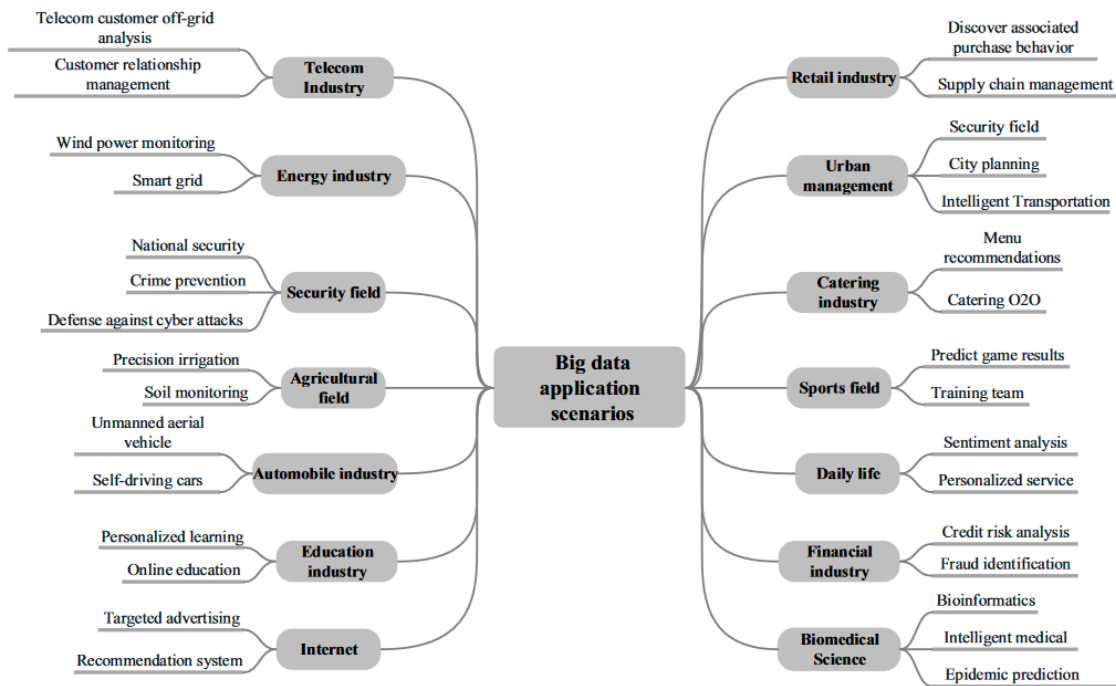 Telecom customer off-grid
analysis
Customer relationship
management
Telecom
Industry
Wind power monitoring
Smart grid
Energy industry
National security
Crime prevention
Defense against cyber attacks
Security field
Precision irrigation
Soil monitoring
Agricultural
field
Unmanned aerial
vehicle
Self-driving cars
Automobile industry
Personalized learning
Online education
Education
industry
Targeted advertising
Recommendation system
Internet
Big data
application
scenarios
Retail industry
Discover associated
purchase behavior
Supply chain management
Urban
management
Security field
City planning
Intelligent Transportation
Catering
industry
Menu
recommendations
Catering O2O
Sports field
Predict game results
Training team
Daily life
Sentiment analysis
Personalized service
Financial
industry
Credit risk analysis
Fraud identification
Biomedical
Science
Bioinformatics
Intelligent medical
Epidemic prediction